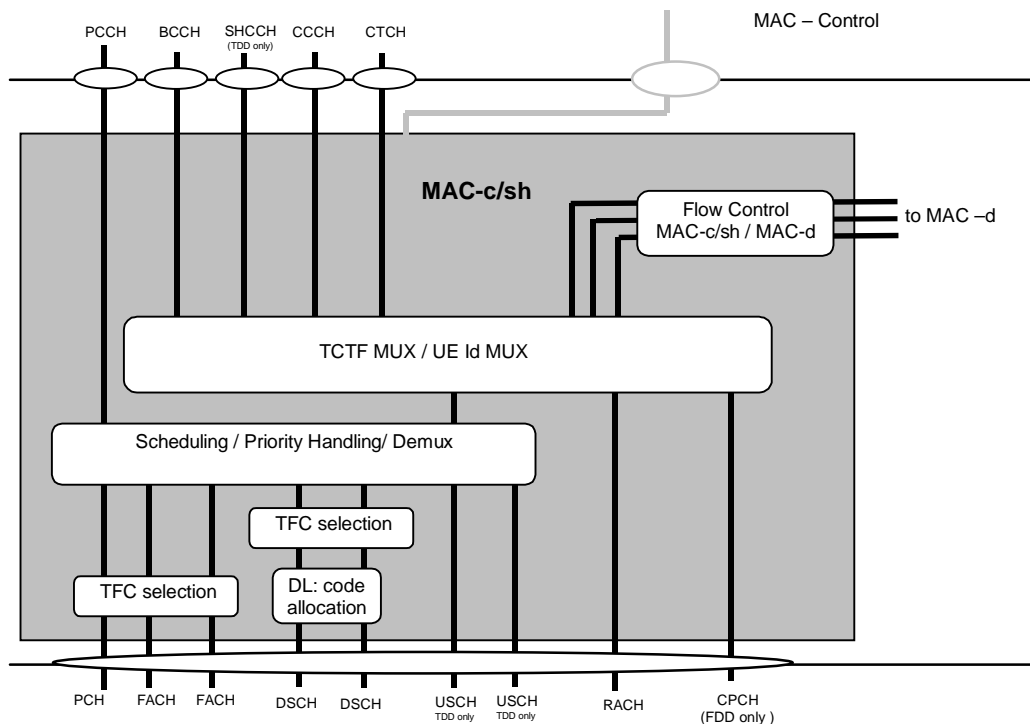 MAC – Control
PCCH BCCH SHCCH CCCH CTCH
(TDD only)
MAC-c/sh
Flow Control
MAC-c/sh / MAC-d
to MAC –d
TCTF MUX / UE Id MUX
Scheduling / Priority Handling/ Demux
TFC selection
TFC selection
DL: code
allocation
PCH FACH FACH DSCH DSCH USCH USCH RACH CPCH
TDD only TDD only (FDD only )